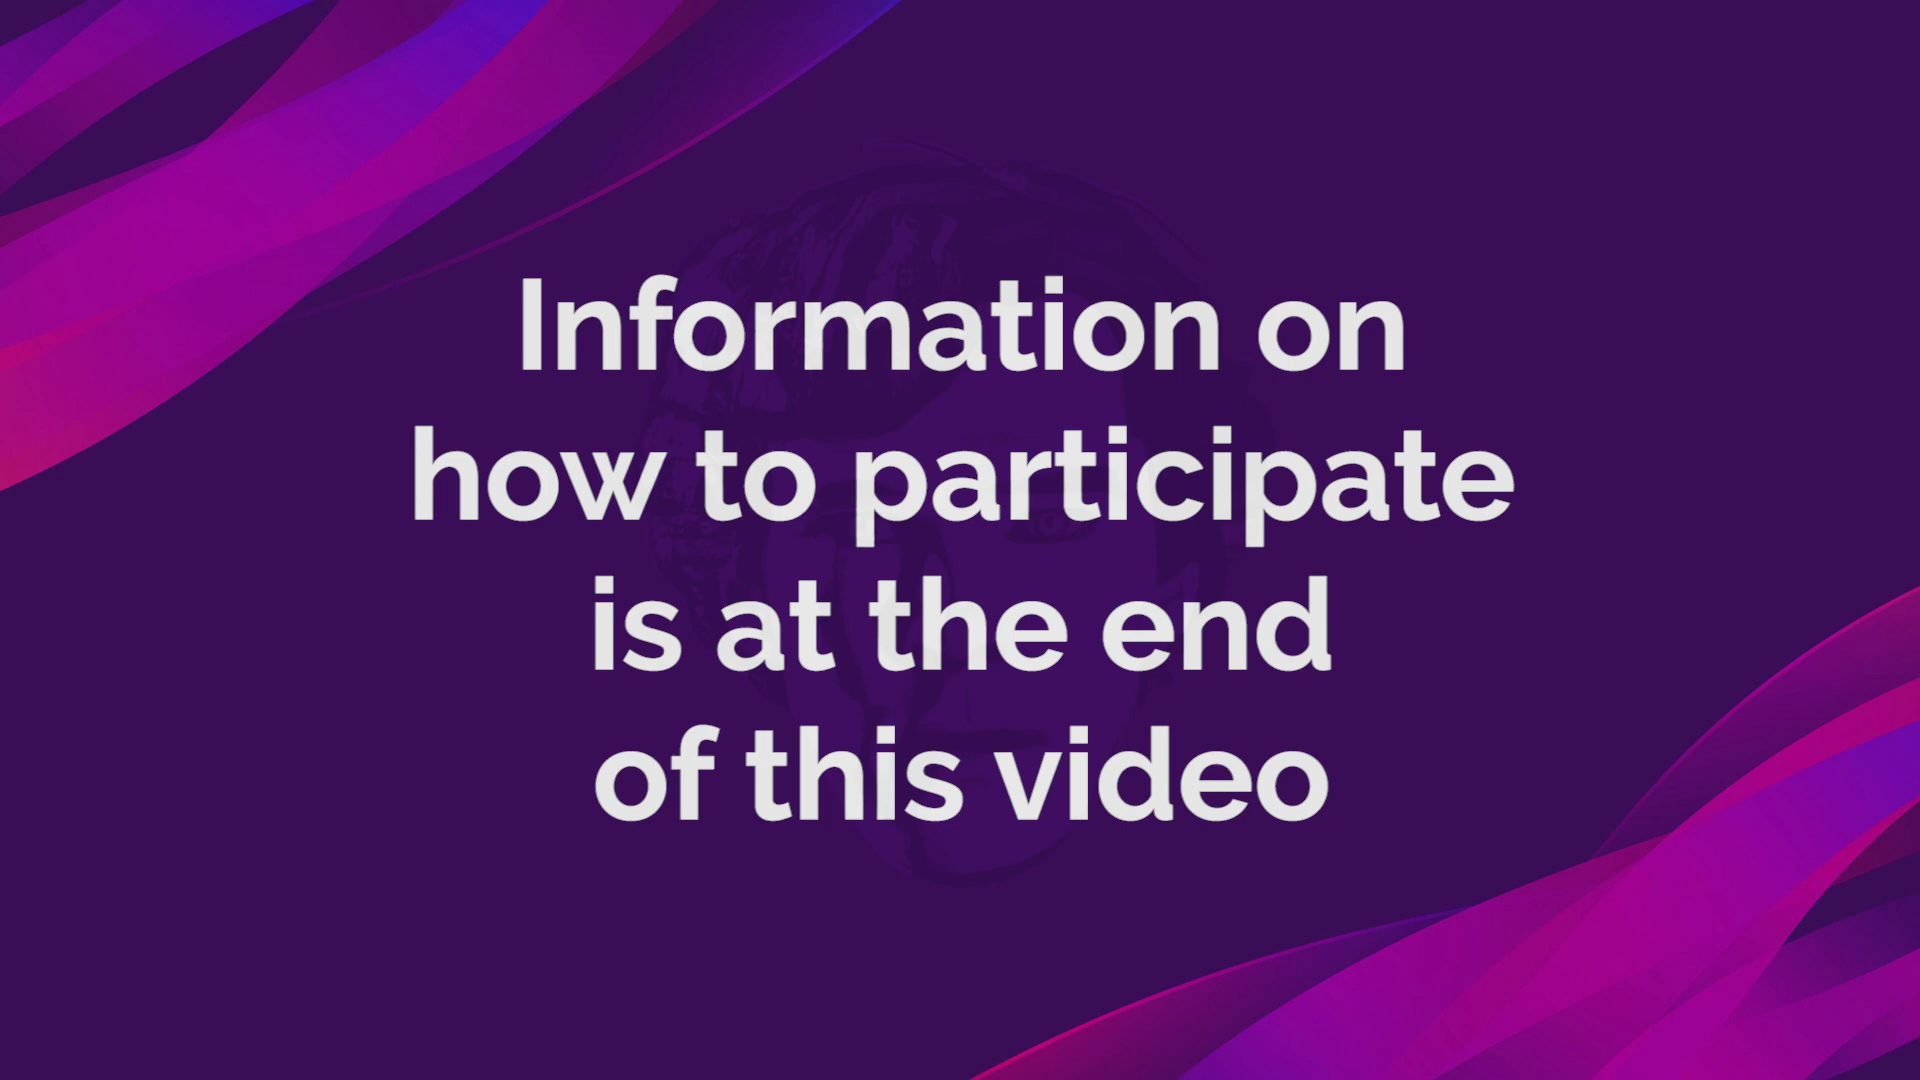 Information on
how to participate
is at the end
of this video